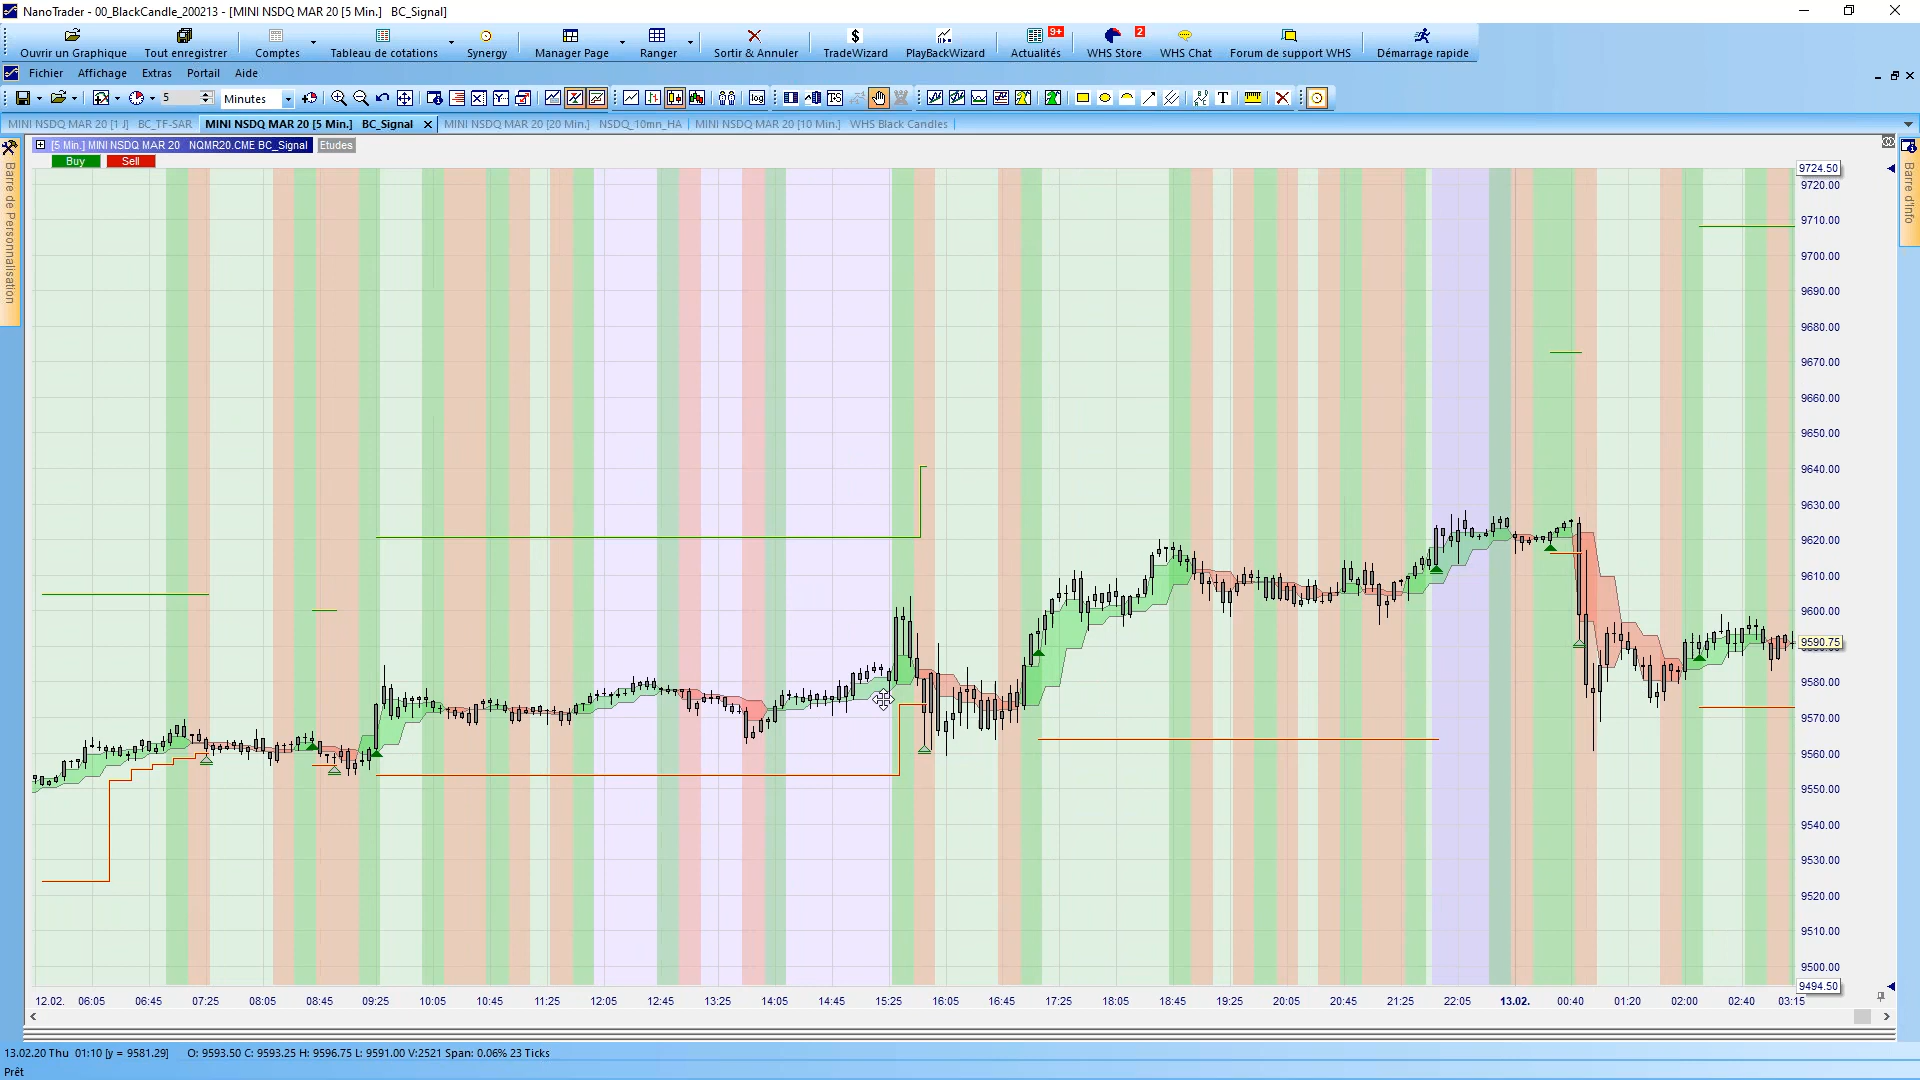 NanoTrader - 00_BlackCandle_200213 - [MINI NSDQ MAR 20 [5 Min.]   BC_Signal]
Ouvrir un Graphique Tout enregistrer Comptes Tableau de cotations Synergy Manager Page Ranger Sortir & Annuler TradeWizard PlayBackWizard Actualités 9+ WHS Store 2 WHS Chat Forum de support WHS Démarrage rapide
Fichier Affichage Extras Portail Aide
5 Minutes log T
MINI NSDQ MAR 20 [1 J] BC_TF-SAR MINI NSDQ MAR 20 [5 Min.] BC_Signal MINI NSDQ MAR 20 [20 Min.] NSDQ_10mn_HA MINI NSDQ MAR 20 [10 Min.] WHS Black Candles
[5 Min.] MINI NSDQ MAR 20 NQMR20.CME BC_Signal Etudes
Buy Sell
Barre de Personnalisation
Barre d'Info
9724.50
9720.00
9710.00
9700.00
9690.00
9680.00
9670.00
9660.00
9650.00
9640.00
9630.00
9620.00
9610.00
9600.00
9590.75
9580.00
9570.00
9560.00
9550.00
9540.00
9530.00
9520.00
9510.00
9500.00
9494.50
12.02. 06:05 06:45 07:25 08:05 08:45 09:25 10:05 10:45 11:25 12:05 12:45 13:25 14:05 14:45 15:25 16:05 16:45 17:25 18:05 18:45 19:25 20:05 20:45 21:25 22:05 13.02. 00:40 01:20 02:00 02:40 03:15
13.02.20 Thu 01:10 [y = 9581.29] O: 9593.50 C: 9593.25 H: 9596.75 L: 9591.00 V:2521 Span: 0.06% 23 Ticks
Prêt